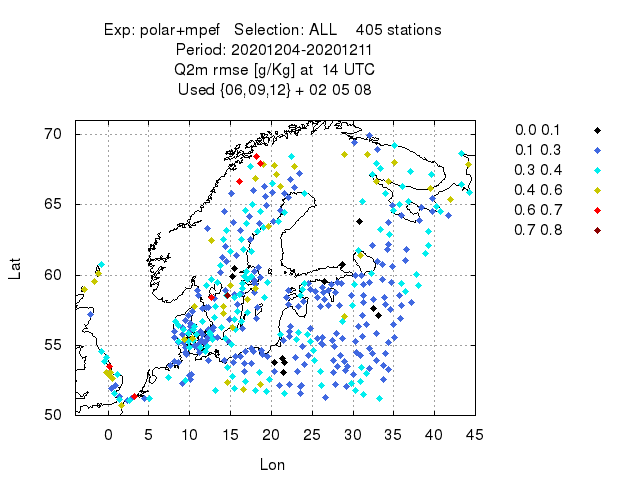 Exp: polar+mpef   Selection: ALL    405 stations
Period: 20201204-20201211
Q2m rmse [g/Kg] at  14 UTC
Used {06,09,12} + 02 05 08
70
65
60
55
50
0 5 10 15 20 25 30 35 40 45
Lat
Lon
0.0 0.1
0.1 0.3
0.3 0.4
0.4 0.6
0.6 0.7
0.7 0.8